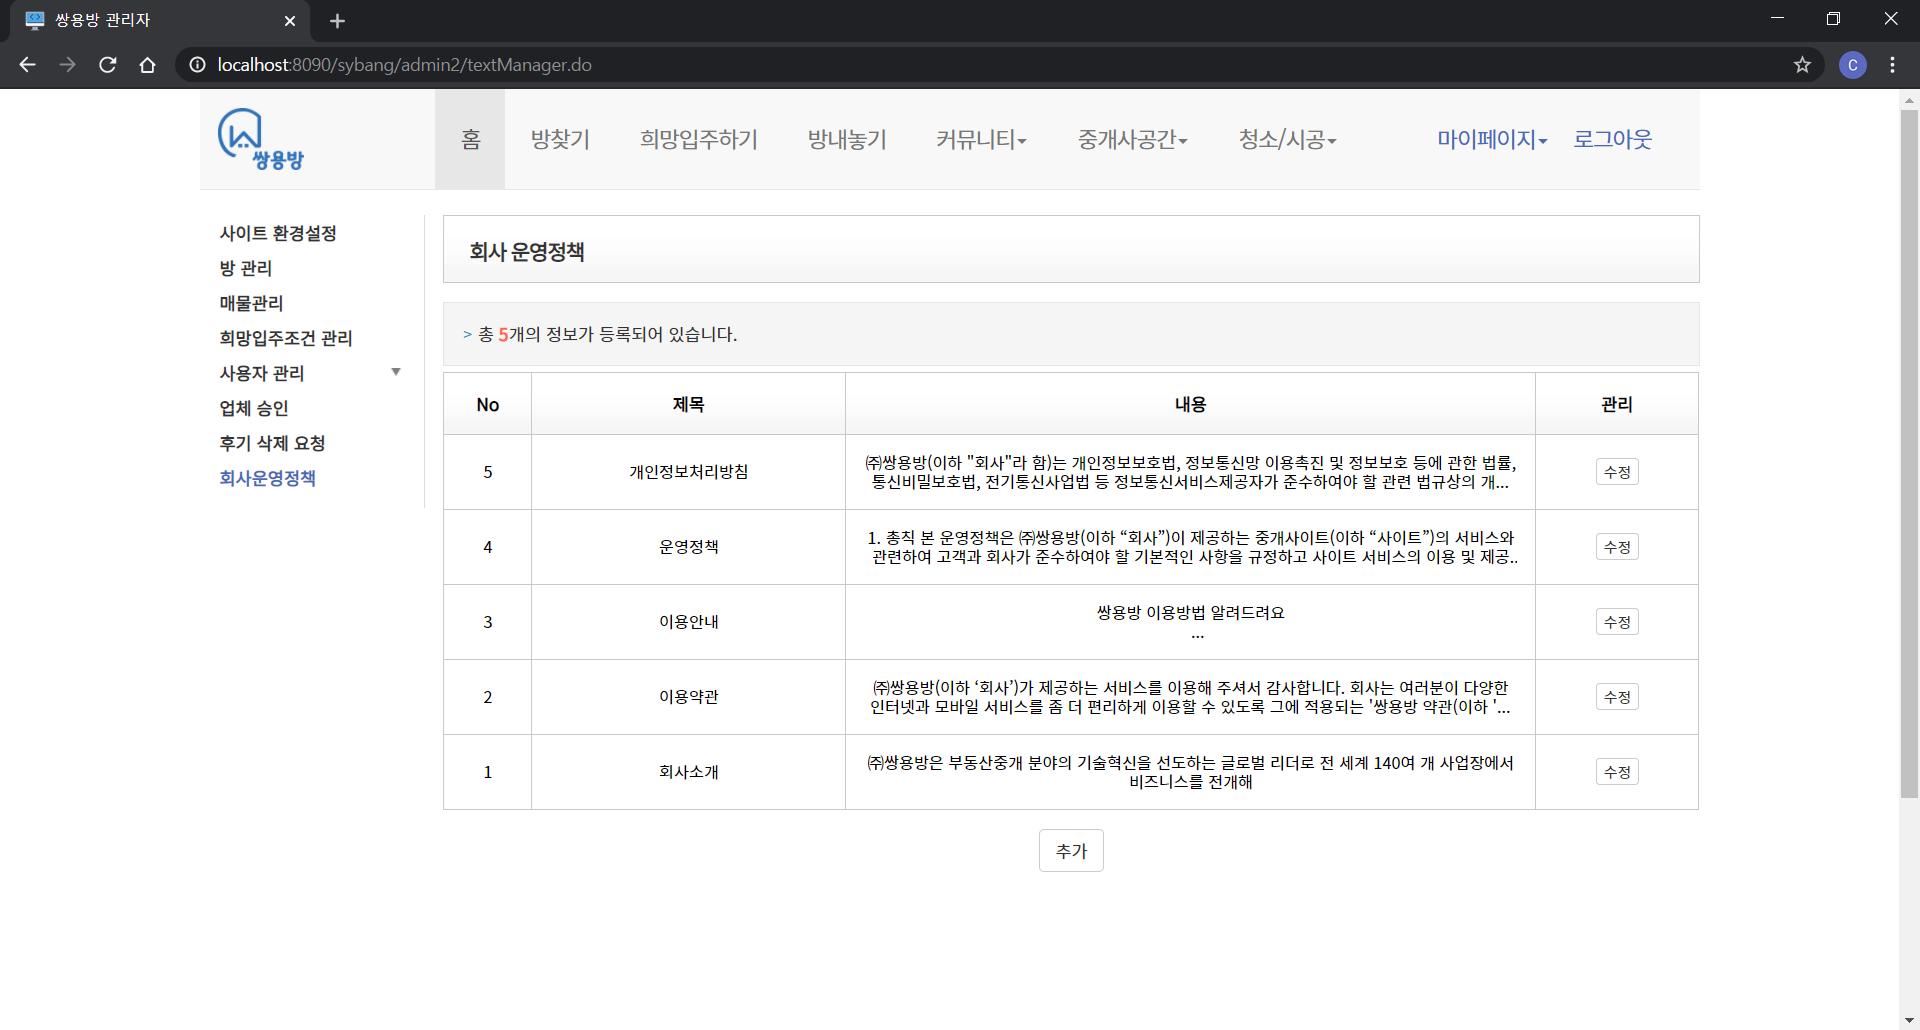 쌍용방 관리자
localhost:8090/sybang/admin2/textManager.do
C
쌍용방
홈 방찾기 희망입주하기 방내놓기 커뮤니티 중개사공간 청소/시공 마이페이지 로그아웃
사이트 환경설정
방 관리
매물관리
희망입주조건 관리
사용자 관리
업체 승인
후기 삭제 요청
회사운영정책
회사 운영정책
> 총 5개의 정보가 등록되어 있습니다.
No 제목 내용 관리
5 개인정보처리방침 ㈜쌍용방(이하 "회사"라 함)는 개인정보보호법, 정보통신망 이용촉진 및 정보보호 등에 관한 법률, 수정
통신비밀보호법, 전기통신사업법 등 정보통신서비스제공자가 준수하여야 할 관련 법규상의 개...
4 운영정책 1. 총칙 본 운영정책은 ㈜쌍용방(이하 “회사”)이 제공하는 중개사이트(이하 “사이트”)의 서비스와 수정
관련하여 고객과 회사가 준수하여야 할 기본적인 사항을 규정하고 사이트 서비스의 이용 및 제공..
3 이용안내 쌍용방 이용방법 알려드려요 수정
...
2 이용약관 ㈜쌍용방(이하 ‘회사’)가 제공하는 서비스를 이용해 주셔서 감사합니다. 회사는 여러분이 다양한 수정
인터넷과 모바일 서비스를 좀 더 편리하게 이용할 수 있도록 그에 적용되는 '쌍용방 약관(이하 '...
1 회사소개 ㈜쌍용방은 부동산중개 분야의 기술혁신을 선도하는 글로벌 리더로 전 세계 140여 개 사업장에서 수정
비즈니스를 전개해
추가